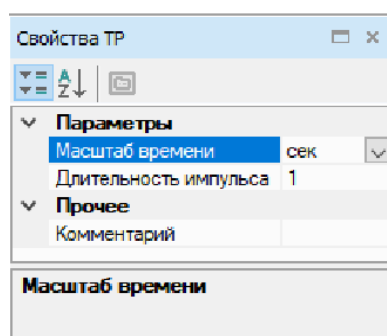 Свойства TP
Параметры
Масштаб времени сек
Длительность импульса 1
Прочее
Комментарий
Масштаб времени